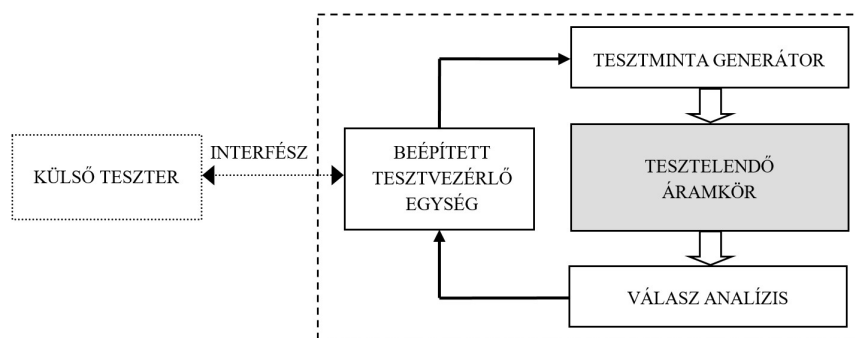 TESZTMINTA GENERÁTOR
INTERFÉSZ
KÜLSŐ TESZTER
BEÉPÍTETT
TESZTVEZÉRLŐ
EGYSÉG
TESZTELENDŐ
ÁRAMKÖR
VÁLASZ ANALÍZIS